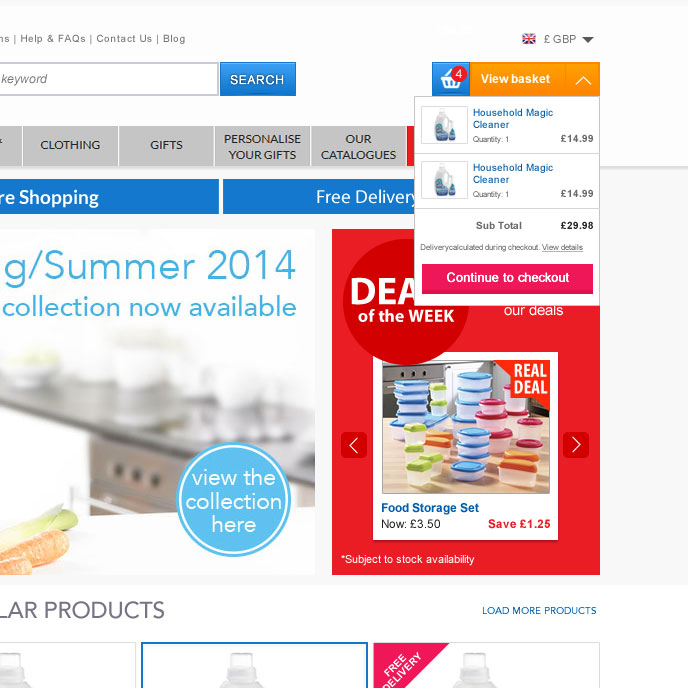 | Help & FAQs | Contact Us | Blog
£ GBP
keyword
SEARCH
4
View basket
Household Magic
Cleaner
Quantity: 1
£14.99
Household Magic
Cleaner
Quantity: 1
£14.99
Sub Total
£29.98
Deliverycalculated during checkout. View details
Continue to checkout
CLOTHING
GIFTS
PERSONALISE
YOUR GIFTS
OUR
CATALOGUES
re Shopping
Free Delivery
g/Summer 2014
collection now available
view the
collection
here
DEA
of the WEEK
our deals
REAL
DEAL
Food Storage Set
Now: £3.50
Save £1.25
*Subject to stock availability
LAR PRODUCTS
LOAD MORE PRODUCTS
FREE
DELIVERY